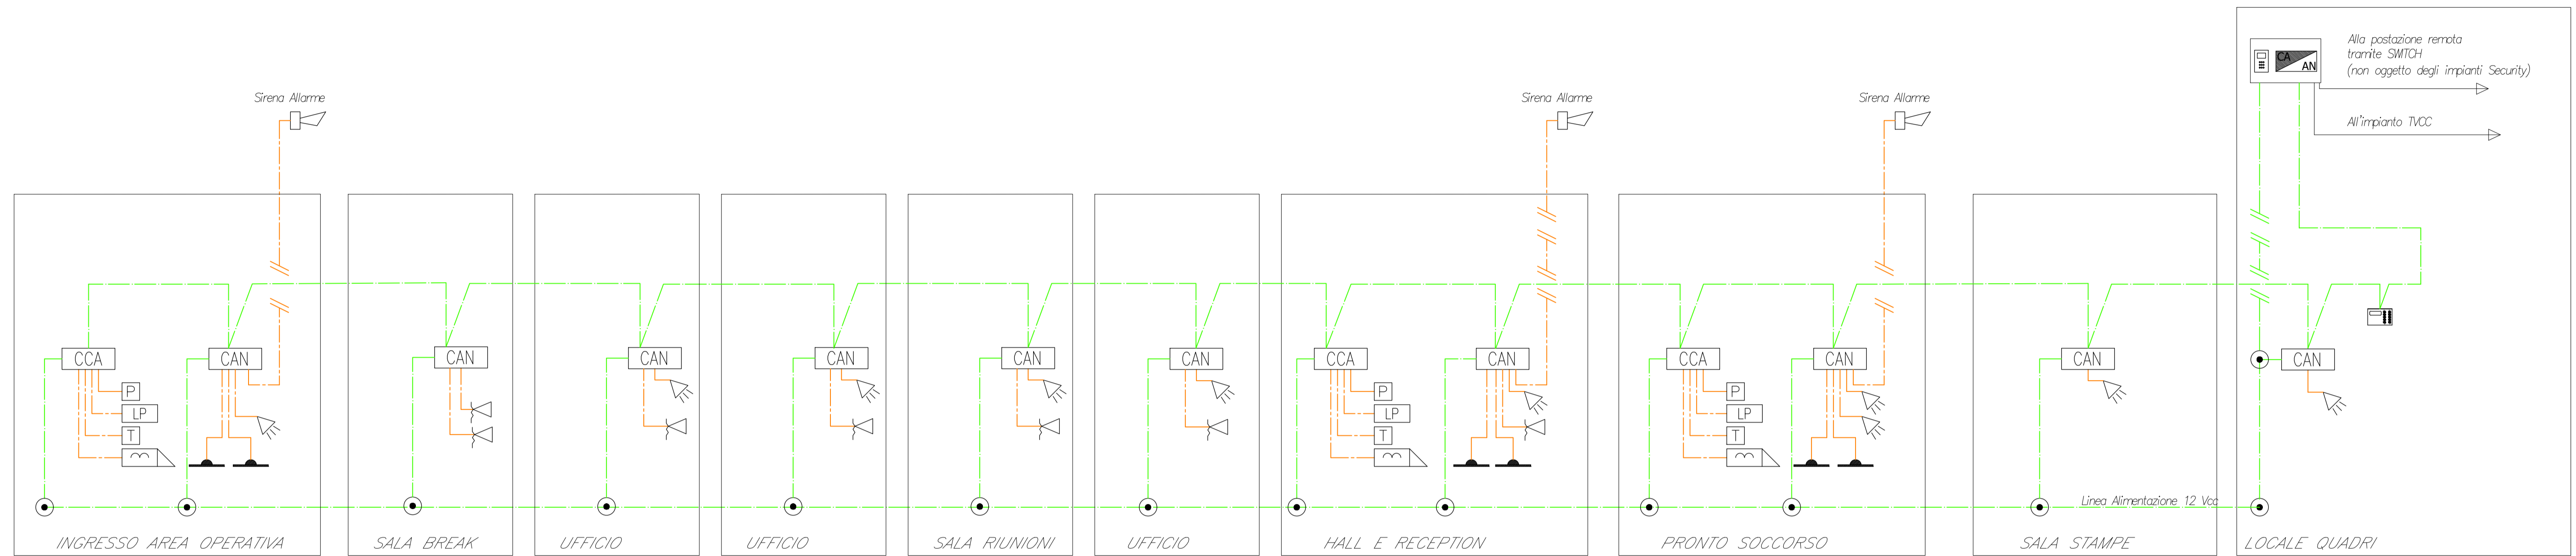 Alla postazione remota
tramite SWITCH
(non oggetto degli impianti Security)
CA
AN
All'impianto TVCC
Sirena Allarme
Sirena Allarme
Sirena Allarme
CCA
CAN
CAN
CAN
CAN
CAN
CAN
CCA
CAN
CCA
CAN
CAN
CAN
P
LP
T
P
LP
T
P
LP
T
Linea Alimentazione 12 Vcc
INGRESSO AREA OPERATIVA
SALA BREAK
UFFICIO
UFFICIO
SALA RIUNIONI
UFFICIO
HALL E RECEPTION
PRONTO SOCCORSO
SALA STAMPE
LOCALE QUADRI